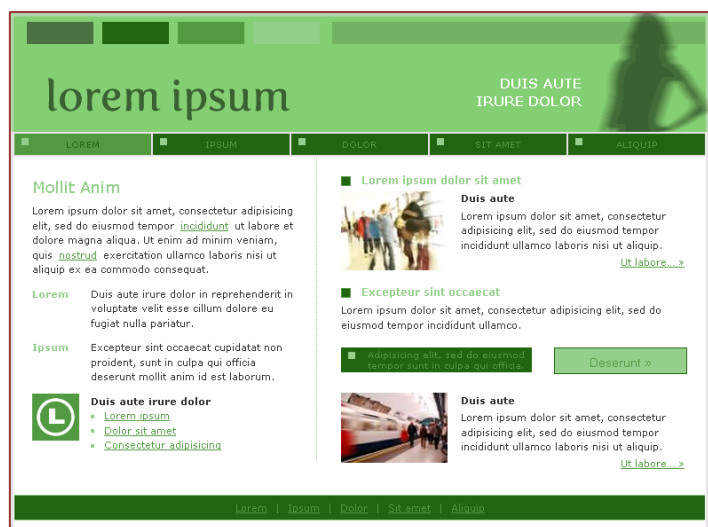 lorem ipsum
DUIS AUTE
IRURE DOLOR
LOREM
IPSUM
DOLOR
SIT AMET
ALIQUIP
Mollit Anim
Lorem ipsum dolor sit amet, consectetur adipisicing
elit, sed do eiusmod tempor incididunt ut labore et
dolore magna aliqua. Ut enim ad minim veniam,
quis nostrud exercitation ullamco laboris nisi ut
aliquip ex ea commodo consequat.
Lorem
Duis aute irure dolor in reprehenderit in
voluptate velit esse cillum dolore eu
fugiat nulla pariatur.
Ipsum
Excepteur sint occaecat cupidatat non
proident, sunt in culpa qui officia
deserunt mollit anim id est laborum.
L
Duis aute irure dolor
Lorem ipsum
Dolor sit amet
Consectetur adipisicing
Lorem ipsum dolor sit amet
Duis aute
Lorem ipsum dolor sit amet, consectetur
adipisicing elit, sed do eiusmod tempor
incididunt ullamco laboris nisi ut aliquip.
Ut labore... »
Excepteur sint occaecat
Lorem ipsum dolor sit amet, consectetur adipisicing elit, sed do
eiusmod tempor incididunt ullamco.
Adipisicing elit, sed do eiusmod
tempor sunt in culpa qui officia.
Deserunt »
Duis aute
Lorem ipsum dolor sit amet, consectetur
adipisicing elit, sed do eiusmod tempor
incididunt ullamco laboris nisi ut aliquip.
Ut labore... »
Lorem | Ipsum | Dolor | Sit amet | Aliquip